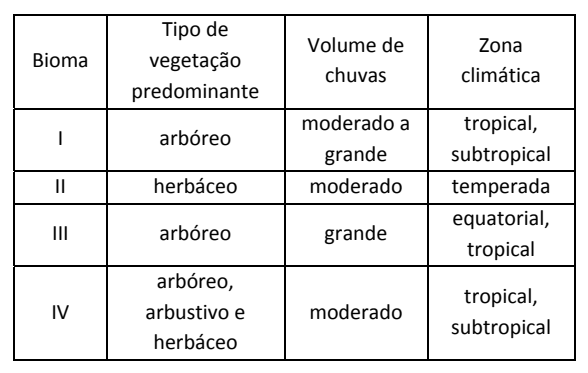 Bioma
Tipo de
vegetação
predominante
Volume de
chuvas
Zona
climática
I
arbóreo
moderado a
grande
tropical,
subtropical
II
herbáceo
moderado
temperada
III
arbóreo
grande
equatorial,
tropical
IV
arbóreo,
arbustivo e
herbáceo
moderado
tropical,
subtropical